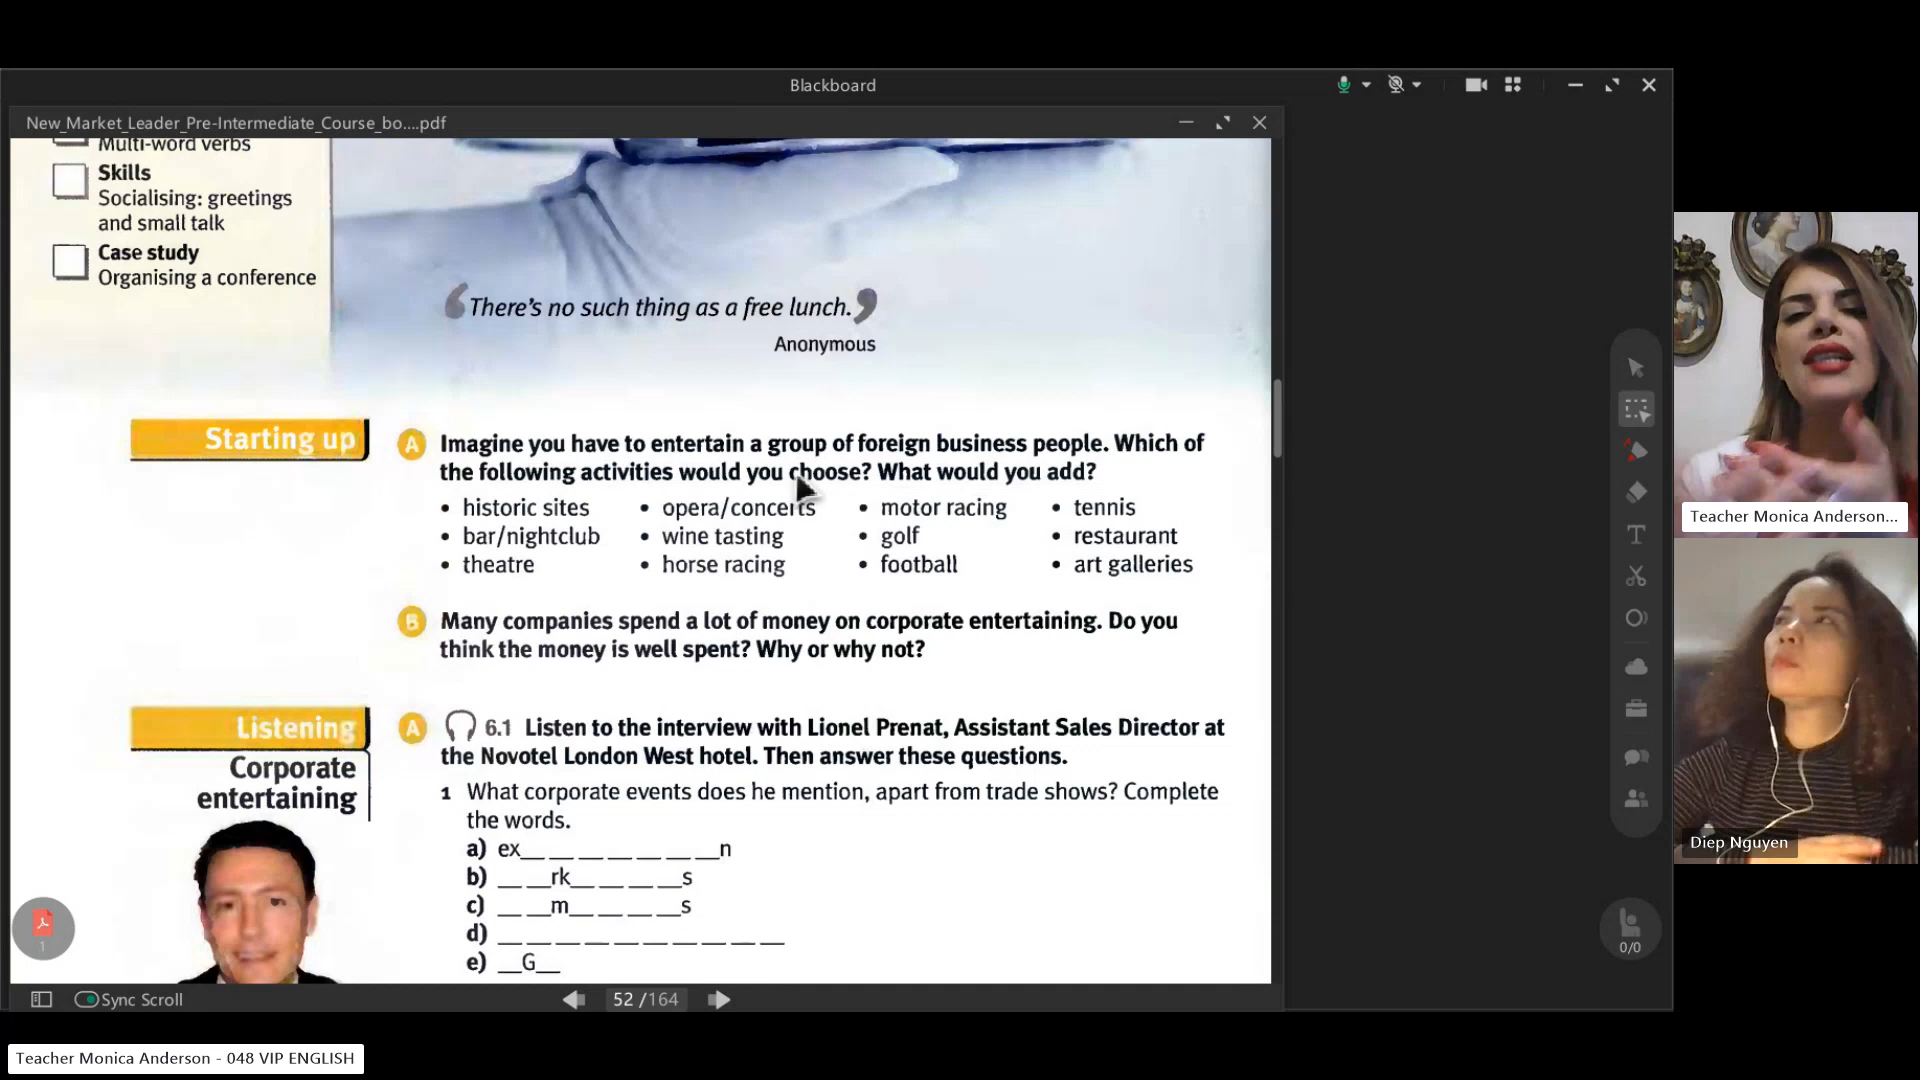 Blackboard
New_Market_Leader_Pre-Intermediate_Course_bo....pdf
Multi-word verbs
Skills
Socialising: greetings
and small talk
Case study
Organising a conference
‘There's no such thing as a free lunch.’
Anonymous
Starting up
A Imagine you have to entertain a group of foreign business people. Which of
the following activities would you choose? What would you add?
• historic sites • opera/concerts • motor racing • tennis
• bar/nightclub • wine tasting • golf • restaurant
• theatre • horse racing • football • art galleries
B Many companies spend a lot of money on corporate entertaining. Do you
think the money is well spent? Why or why not?
Listening
Corporate
entertaining
A 6.1 Listen to the interview with Lionel Prenat, Assistant Sales Director at
the Novotel London West hotel. Then answer these questions.
1 What corporate events does he mention, apart from trade shows? Complete
the words.
a) ex__ __ __ __ __ __ __n
b) __ __rk__ __ __ __s
c) __ __m__ __ __ __s
d) __ __ __ __ __ __ __ __ __ __
e) __G__
1
Sync Scroll
52 /164
Teacher Monica Anderson...
Diep Nguyen
0/0
Teacher Monica Anderson - 048 VIP ENGLISH